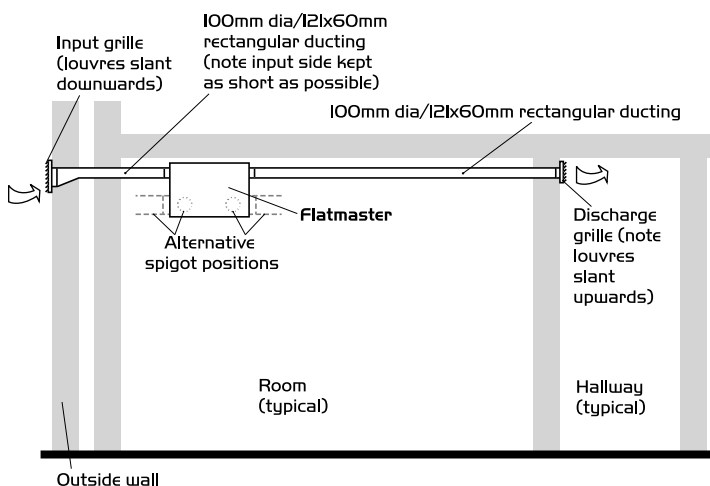 Input grille
(louvres slant
downwards)
100mm dia/121x60mm
rectangular ducting
(note input side kept
as short as possible)
100mm dia/121x60mm rectangular ducting
Flatmaster
Alternative
spigot positions
Discharge
grille (note
louvres
slant
upwards)
Room
(typical)
Hallway
(typical)
Outside wall